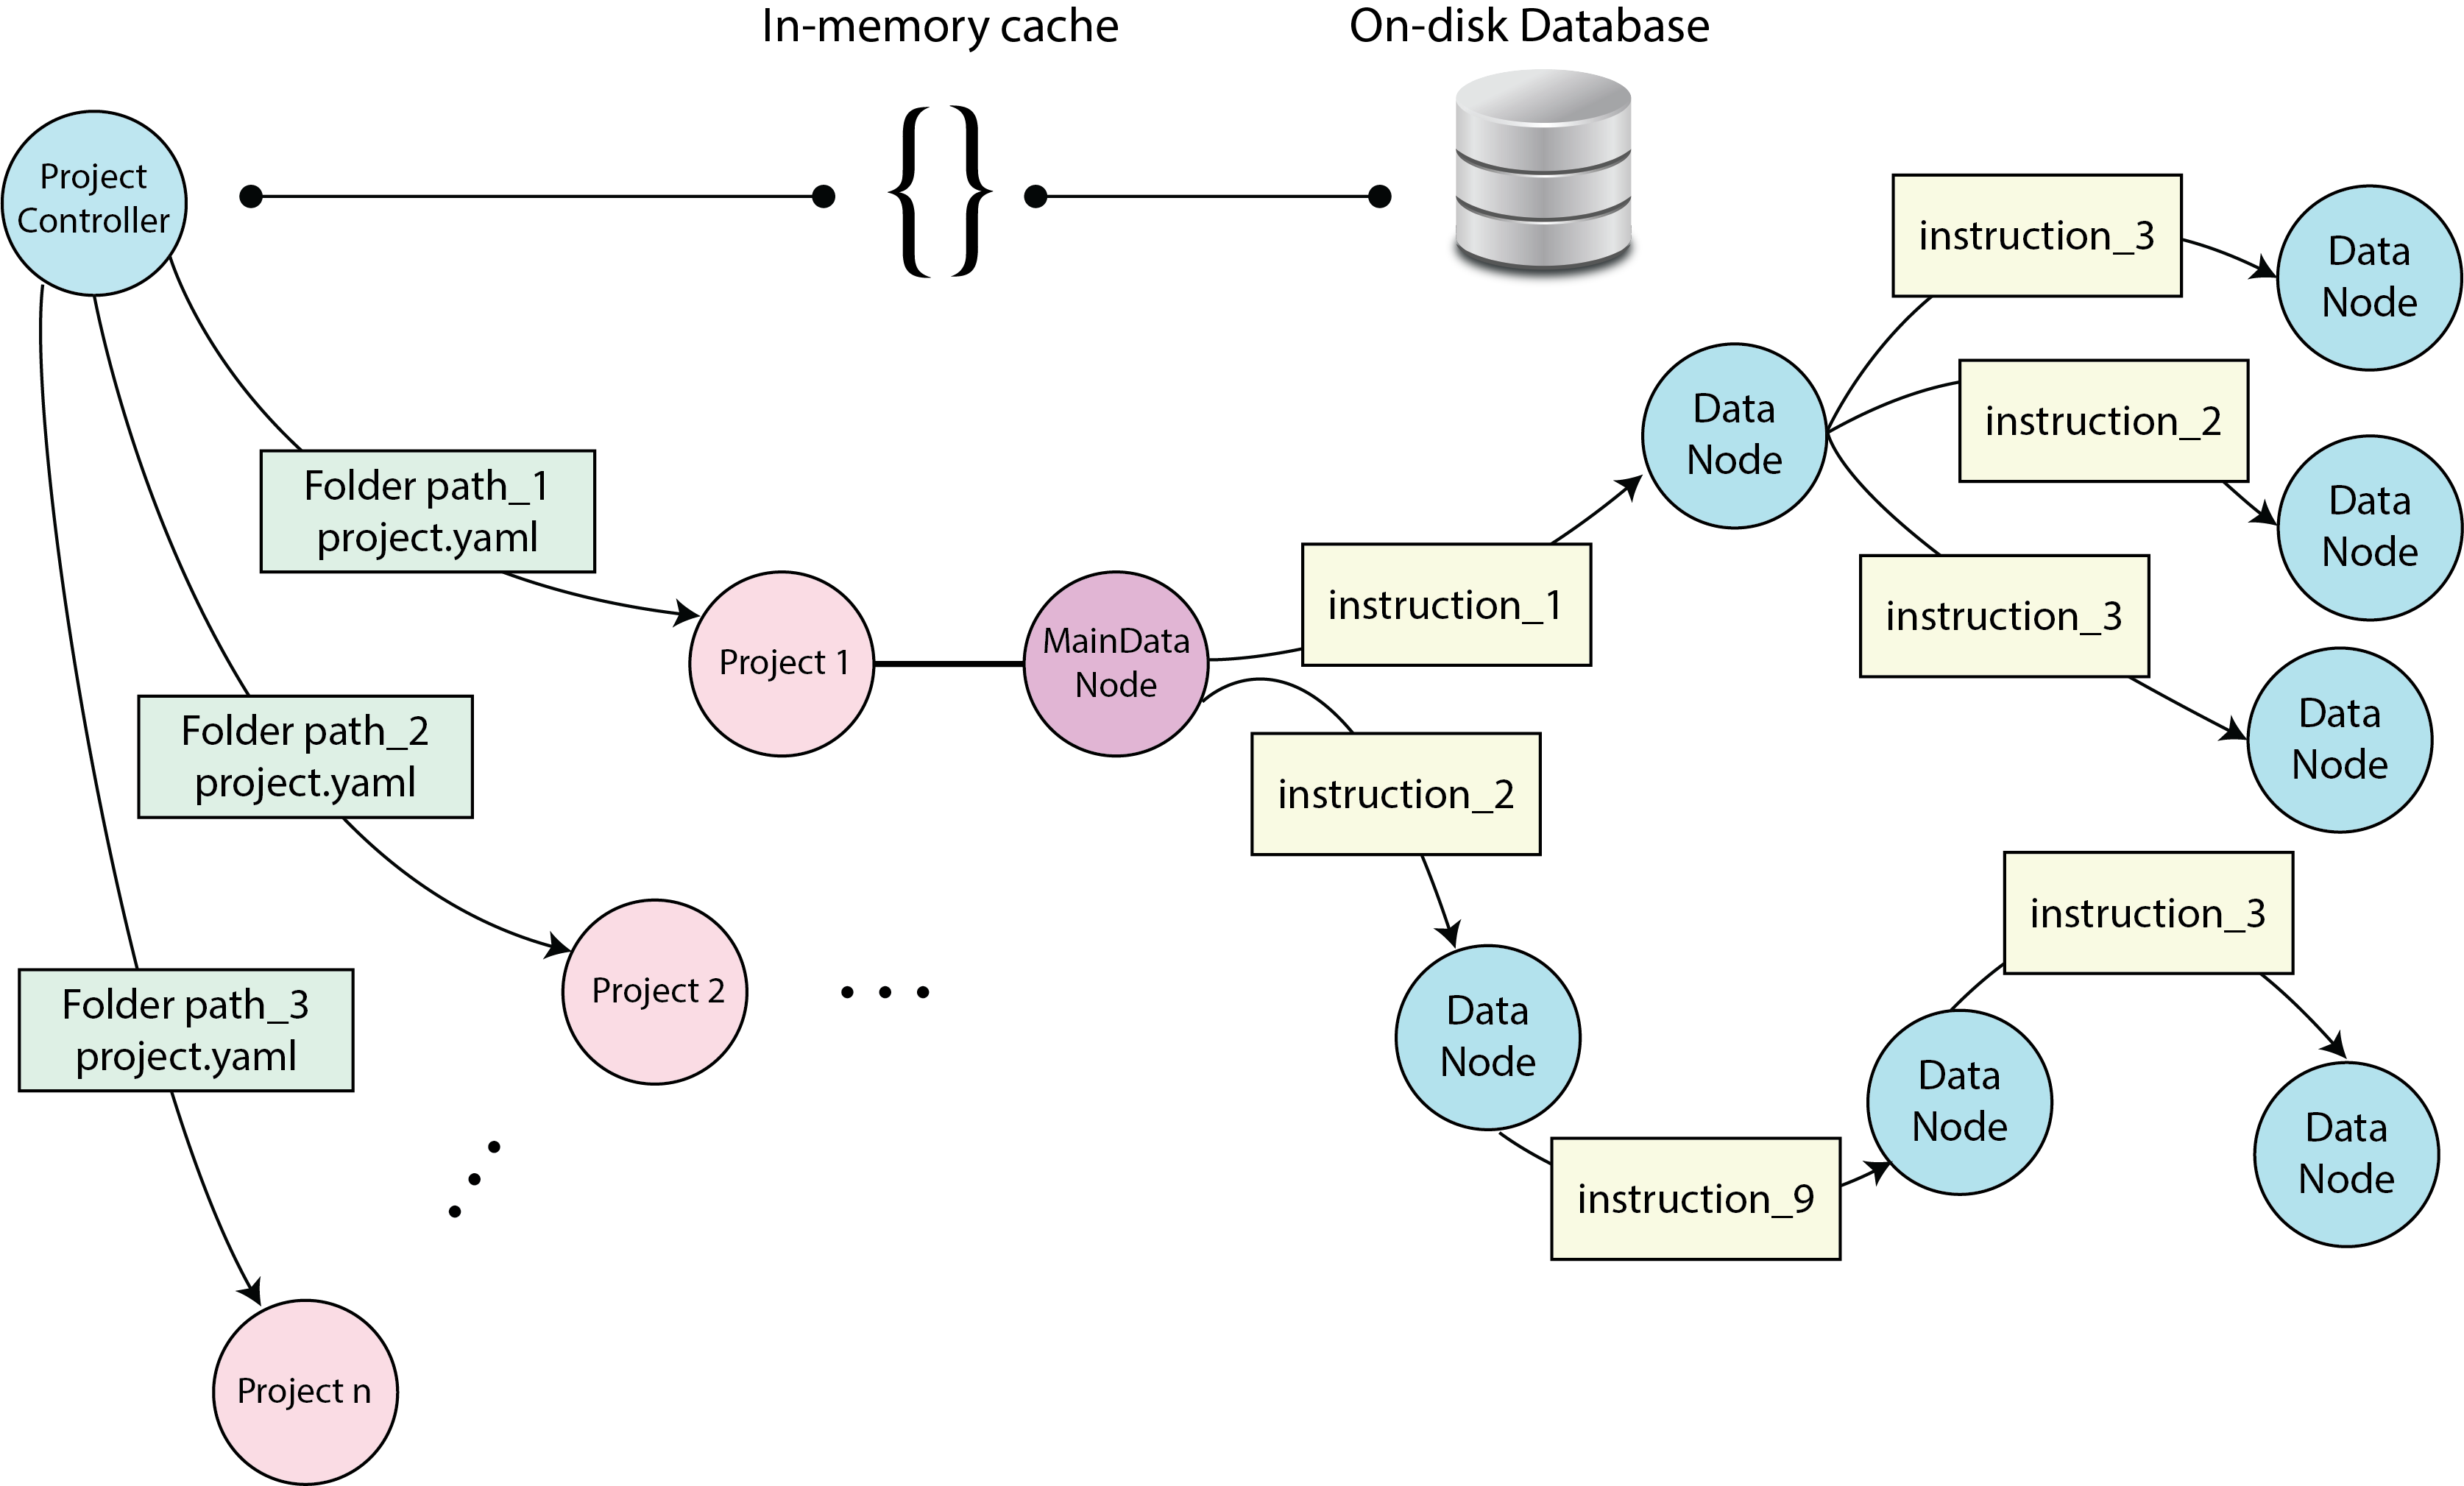 In-memory cache
On-disk Database
Project
Controller
instruction_3
Data
Node
Data
Node
instruction_2
Data
Node
Folder path_1
project.yaml
instruction_1
instruction_3
Project 1
MainData
Node
Data
Node
Folder path_2
project.yaml
instruction_2
instruction_3
Project 2
Folder path_3
project.yaml
Data
Node
Data
Node
Data
Node
instruction_9
Project n